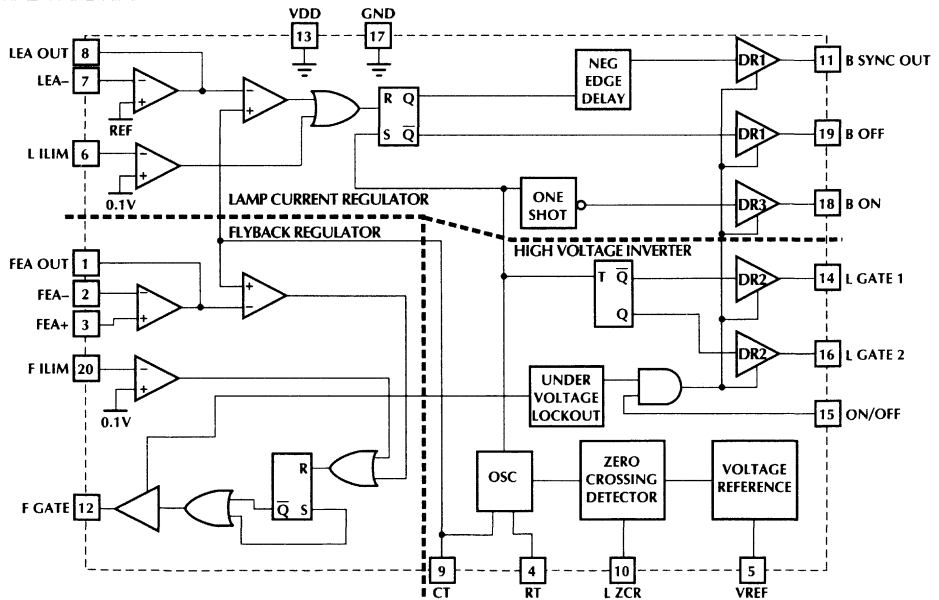 VDD GND
13 17
LEA OUT 8
LEA– 7
– +
REF
– +
NEG EDGE DELAY
DR1 11 B SYNC OUT
R Q
S Q̅
DR1 19 B OFF
L ILIM 6
– +
0.1V
LAMP CURRENT REGULATOR
ONE SHOT
DR3 18 B ON
FLYBACK REGULATOR
HIGH VOLTAGE INVERTER
FEA OUT 1
FEA– 2
FEA+ 3
– +
+ –
T Q̅
Q
DR2 14 L GATE 1
DR2 16 L GATE 2
F ILIM 20
– +
0.1V
UNDER VOLTAGE LOCKOUT
15 ON/OFF
R
Q̅ S
F GATE 12
OSC
ZERO CROSSING DETECTOR
VOLTAGE REFERENCE
9 4 10 5
CT RT L ZCR VREF